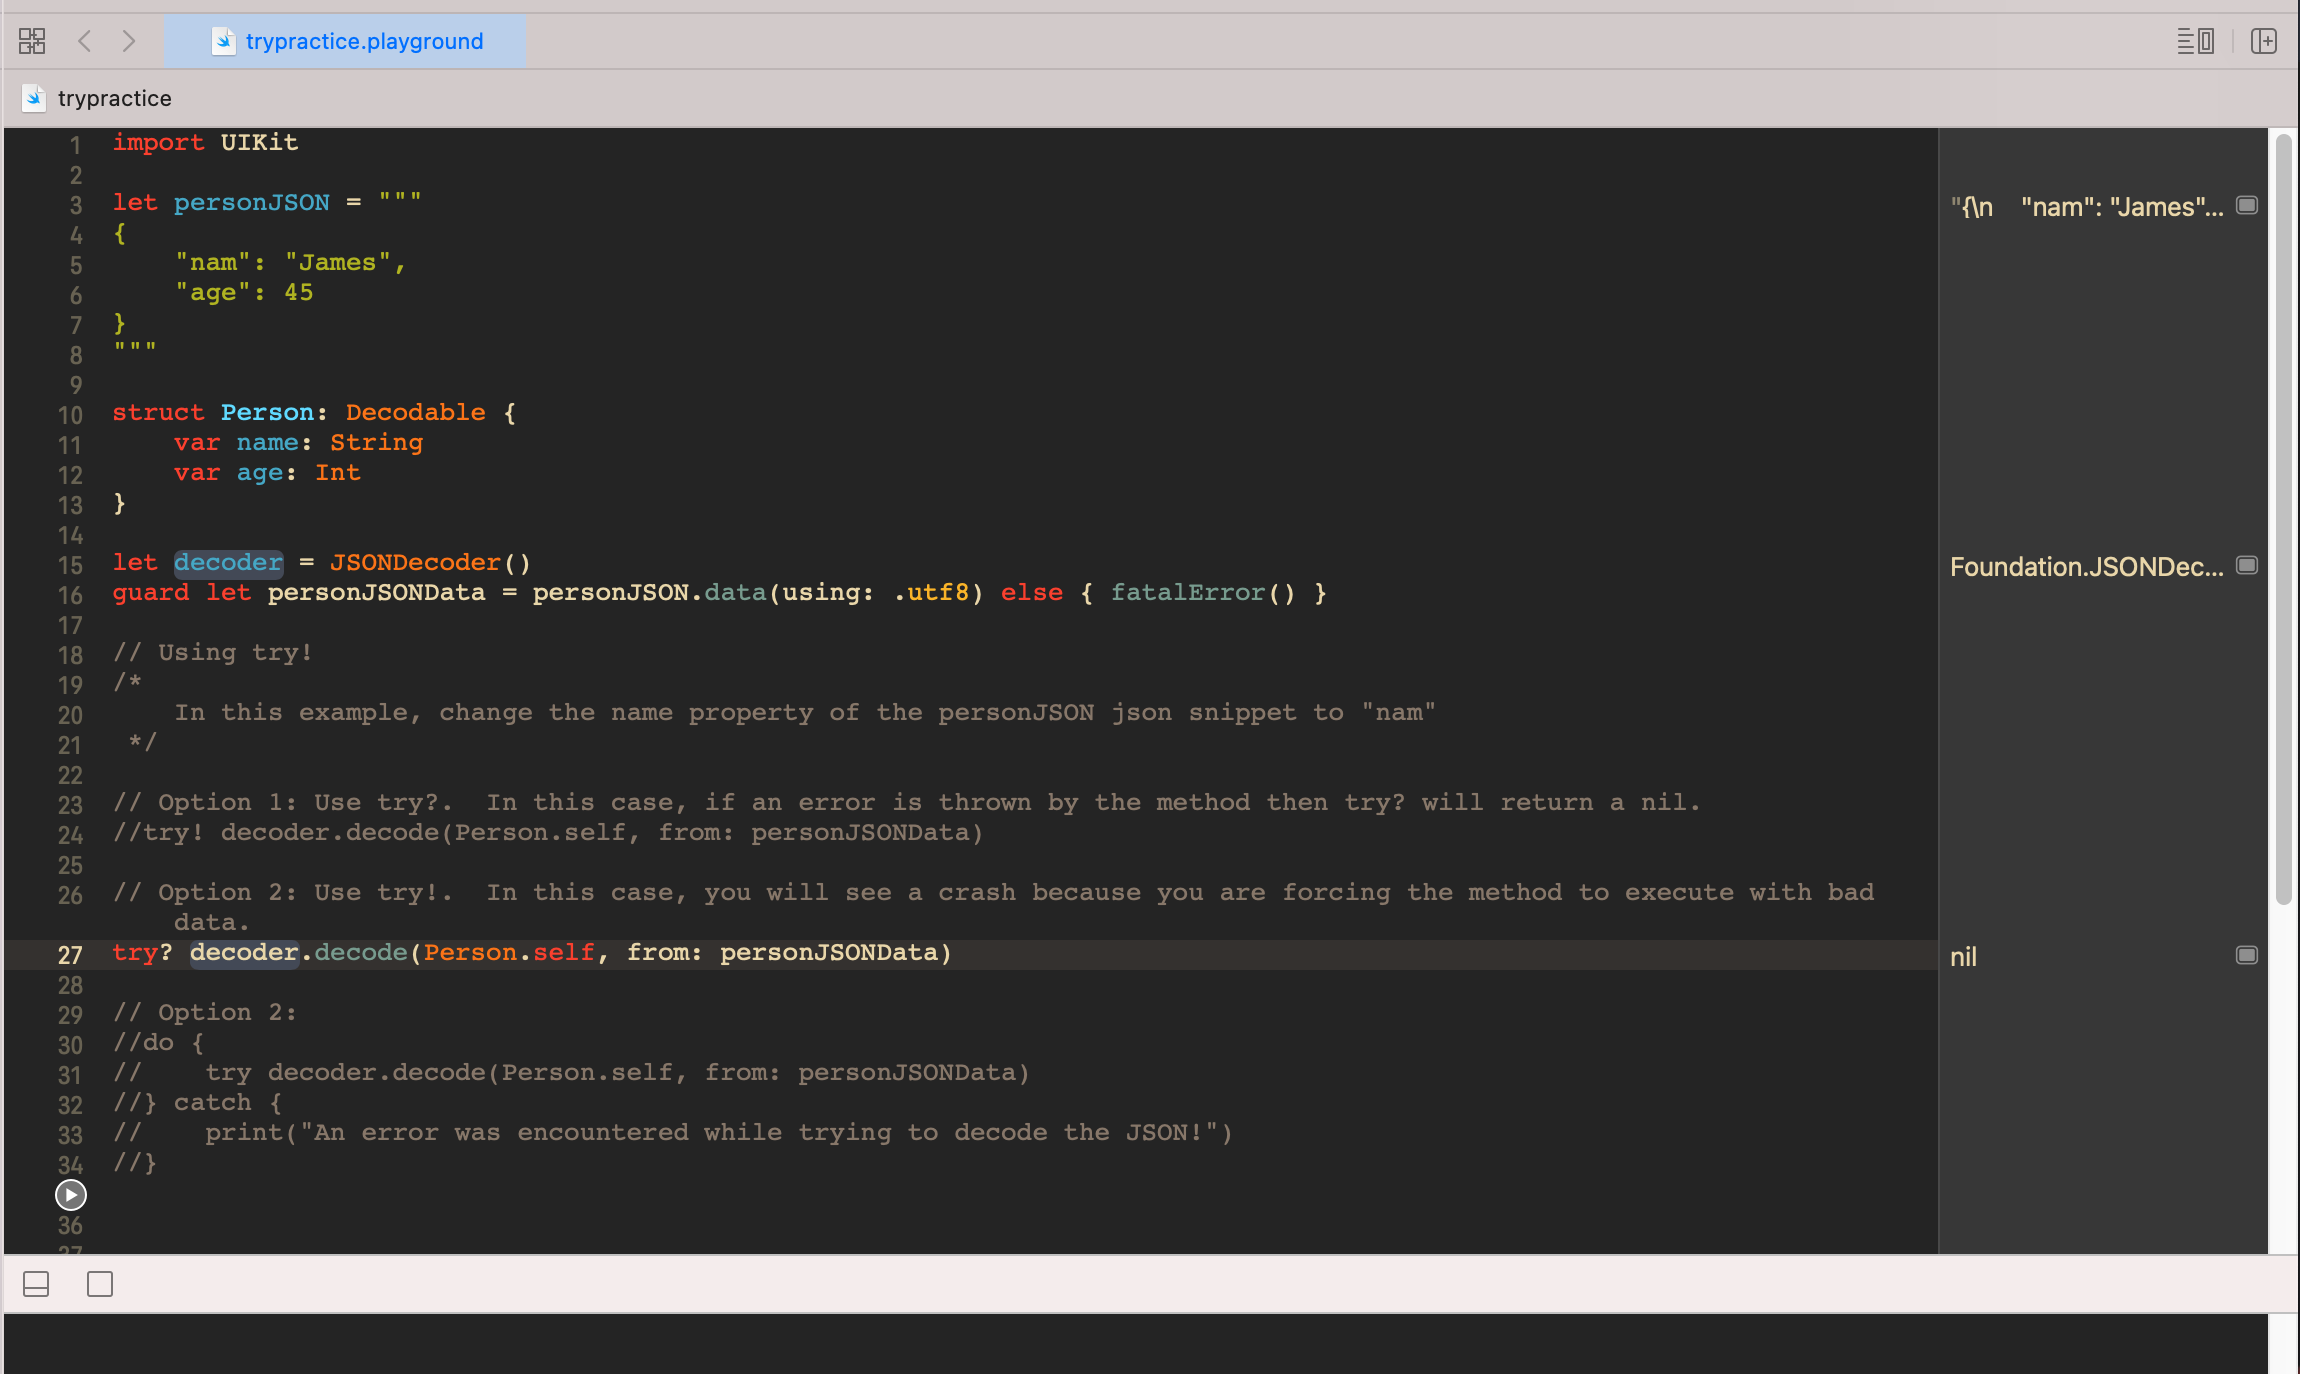 trypractice.playground
trypractice
1 import UIKit
2
3 let personJSON = """ "{\n "nam": "James"...
4 {
5     "nam": "James",
6     "age": 45
7 }
8 """
9
10 struct Person: Decodable {
11     var name: String
12     var age: Int
13 }
14
15 let decoder = JSONDecoder() Foundation.JSONDec...
16 guard let personJSONData = personJSON.data(using: .utf8) else { fatalError() }
17
18 // Using try!
19 /*
20     In this example, change the name property of the personJSON json snippet to "nam"
21  */
22
23 // Option 1: Use try?.  In this case, if an error is thrown by the method then try? will return a nil.
24 //try! decoder.decode(Person.self, from: personJSONData)
25
26 // Option 2: Use try!.  In this case, you will see a crash because you are forcing the method to execute with bad
data.
27 try? decoder.decode(Person.self, from: personJSONData) nil
28
29 // Option 2:
30 //do {
31 //    try decoder.decode(Person.self, from: personJSONData)
32 //} catch {
33 //    print("An error was encountered while trying to decode the JSON!")
34 //}
36
37